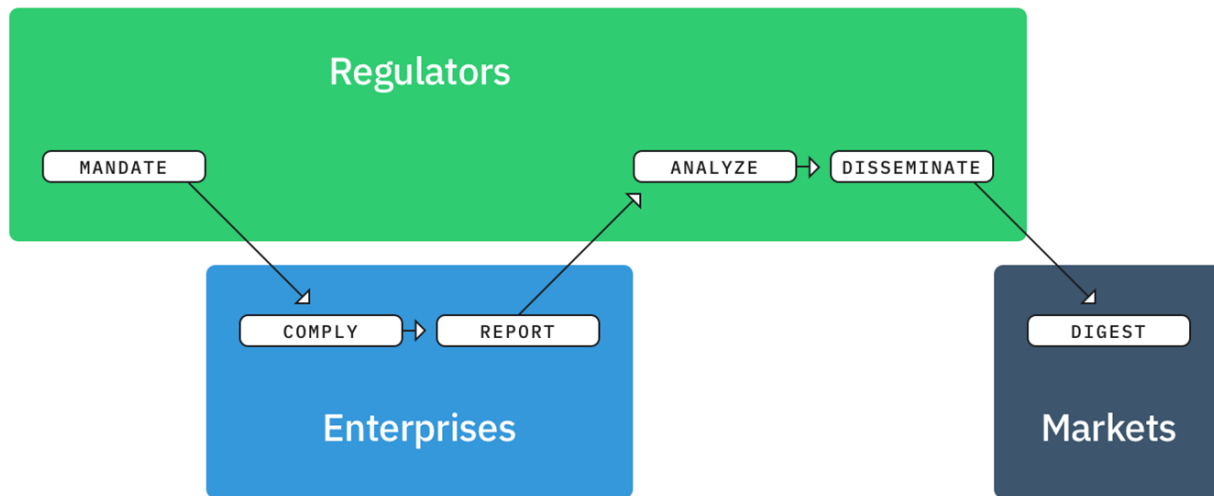 Regulators
MANDATE
ANALYZE
DISSEMINATE
COMPLY
REPORT
DIGEST
Enterprises
Markets